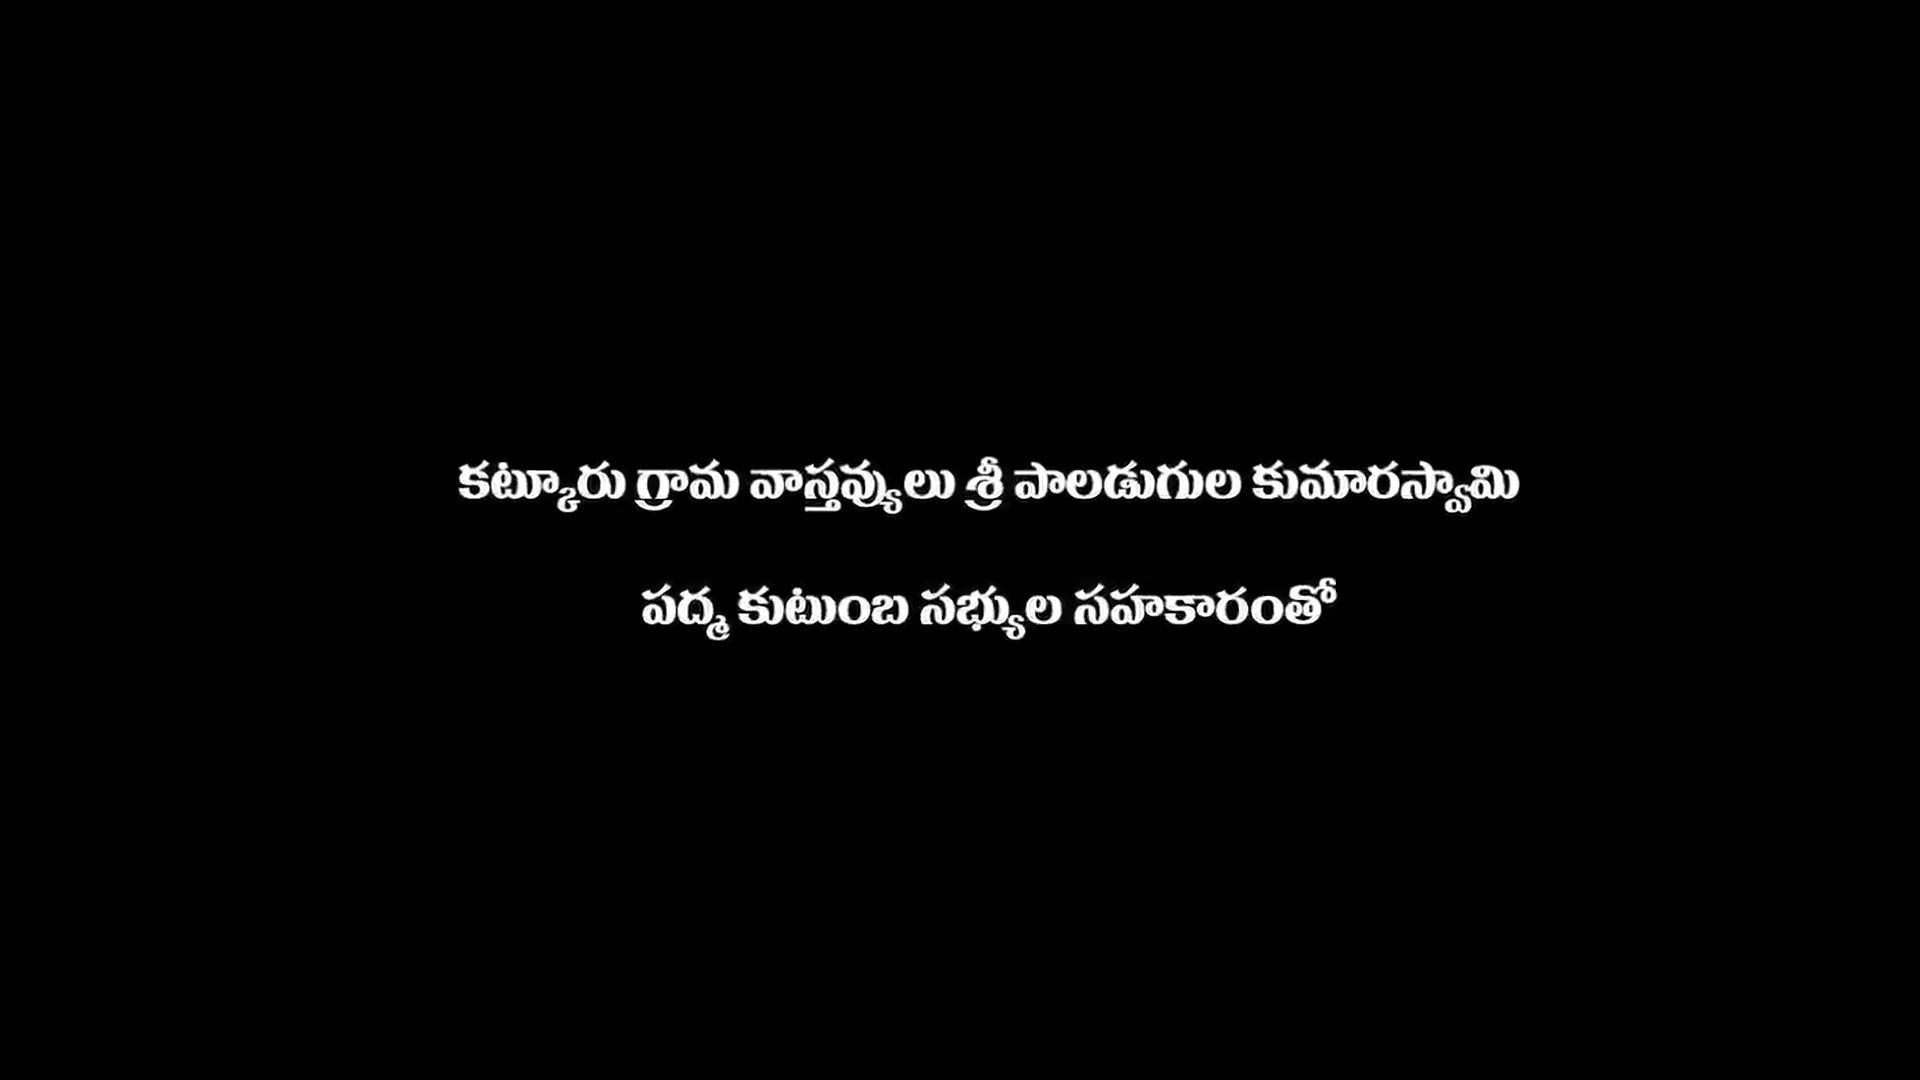 కట్కూరు గ్రామ వాస్తవ్యులు శ్రీ పాలడుగుల కుమారస్వామి
పద్మ కుటుంబ సభ్యుల సహకారంతో